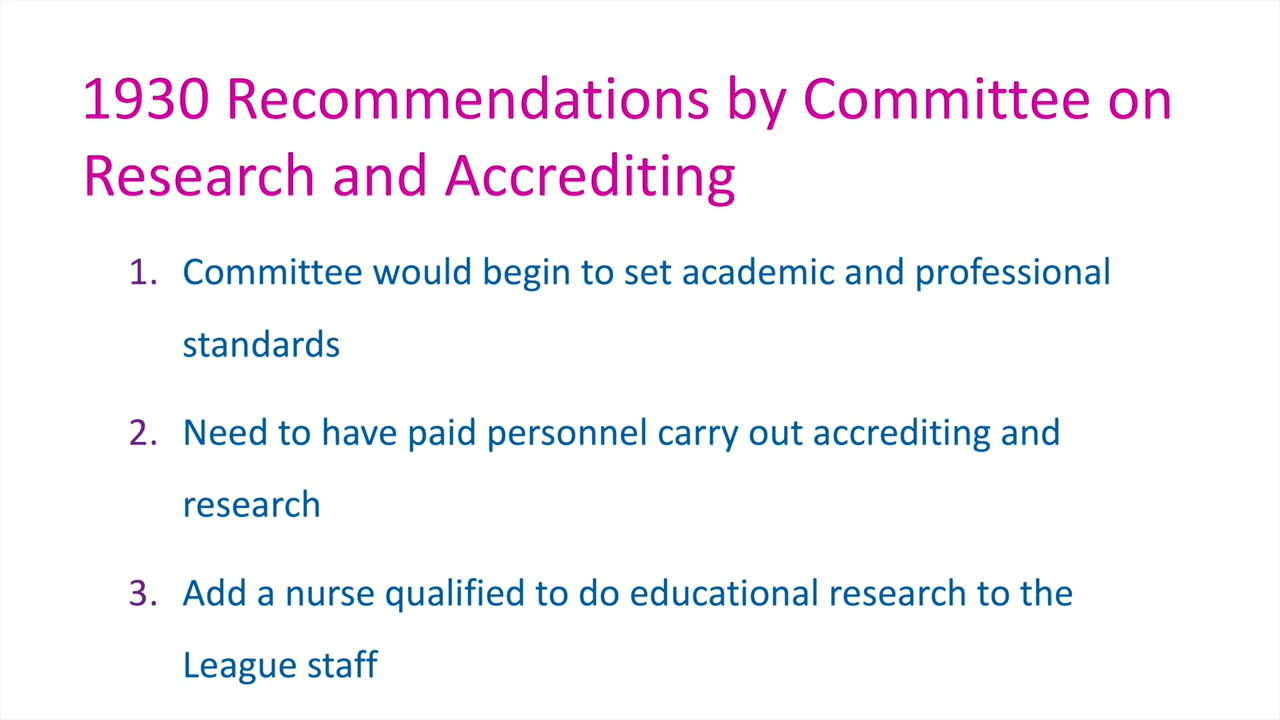 1930 Recommendations by Committee on
Research and Accrediting
1. Committee would begin to set academic and professional
standards
2. Need to have paid personnel carry out accrediting and
research
3. Add a nurse qualified to do educational research to the
League staff